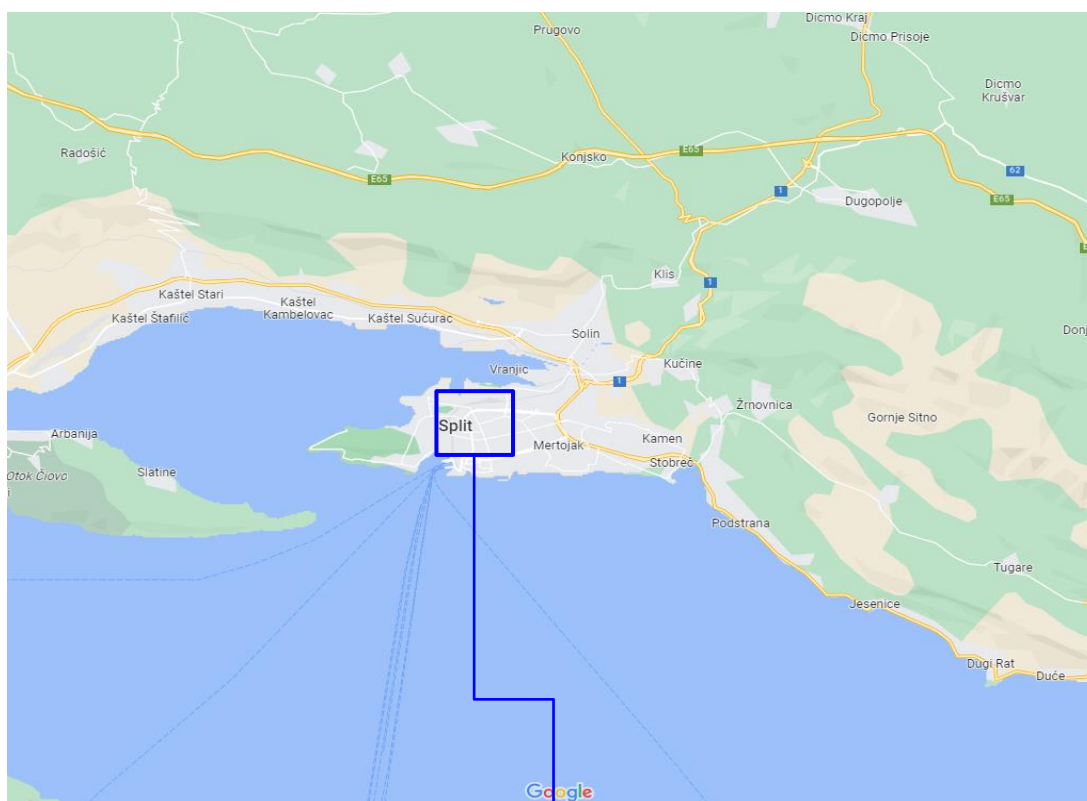 Dicmo Kraj
Prugovo
Dicmo Prisoje
Dicmo
Krušvar
Radošić
Konjsko
E65
62
E65
1
Dugopolje
E65
Klis
1
Kaštel Stari
Kaštel
Kambelovac
Kaštel Štafilić
Kaštel Sućurac
Solin
Donj
Vranjic
Kučine
1
Žrnovnica
Split
Gornje Sitno
Arbanija
Mertojak
Kamen
Stobreč
Otok Čiovo
Slatine
Podstrana
Tugare
Jesenice
Dugi Rat
Duće
Google